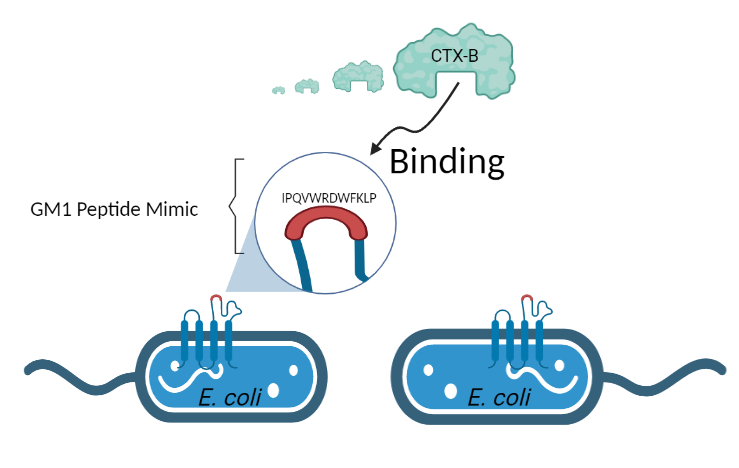 CTX-B
Binding
IPQVWRDWFKLP
GM1 Peptide Mimic
E. coli
E. coli